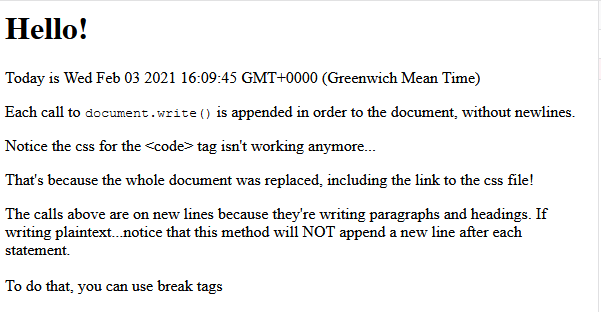 Hello!
Today is Wed Feb 03 2021 16:09:45 GMT+0000 (Greenwich Mean Time)
Each call to document.write() is appended in order to the document, without newlines.
Notice the css for the <code> tag isn't working anymore...
That's because the whole document was replaced, including the link to the css file!
The calls above are on new lines because they're writing paragraphs and headings. If
writing plaintext...notice that this method will NOT append a new line after each
statement.
To do that, you can use break tags